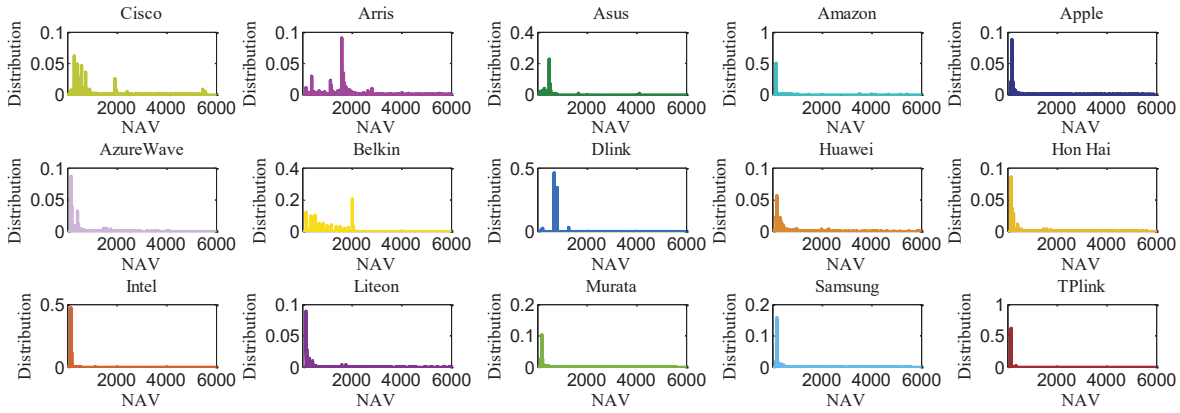 Cisco
Distribution
0.1
0.05
0
2000 4000 6000
NAV
Arris
Distribution
0.1
0.05
0
2000 4000 6000
NAV
Asus
Distribution
0.4
0.2
0
2000 4000 6000
NAV
Amazon
Distribution
1
0.5
0
2000 4000 6000
NAV
Apple
Distribution
0.1
0.05
0
2000 4000 6000
NAV
AzureWave
Distribution
0.1
0.05
0
2000 4000 6000
NAV
Belkin
Distribution
0.4
0.2
0
2000 4000 6000
NAV
Dlink
Distribution
0.5
0
2000 4000 6000
NAV
Huawei
Distribution
0.1
0.05
0
2000 4000 6000
NAV
Hon Hai
Distribution
0.1
0.05
0
2000 4000 6000
NAV
Intel
Distribution
0.5
0
2000 4000 6000
NAV
Liteon
Distribution
0.1
0.05
0
2000 4000 6000
NAV
Murata
Distribution
0.2
0.1
0
2000 4000 6000
NAV
Samsung
Distribution
0.2
0.1
0
2000 4000 6000
NAV
TPlink
Distribution
1
0.5
0
2000 4000 6000
NAV